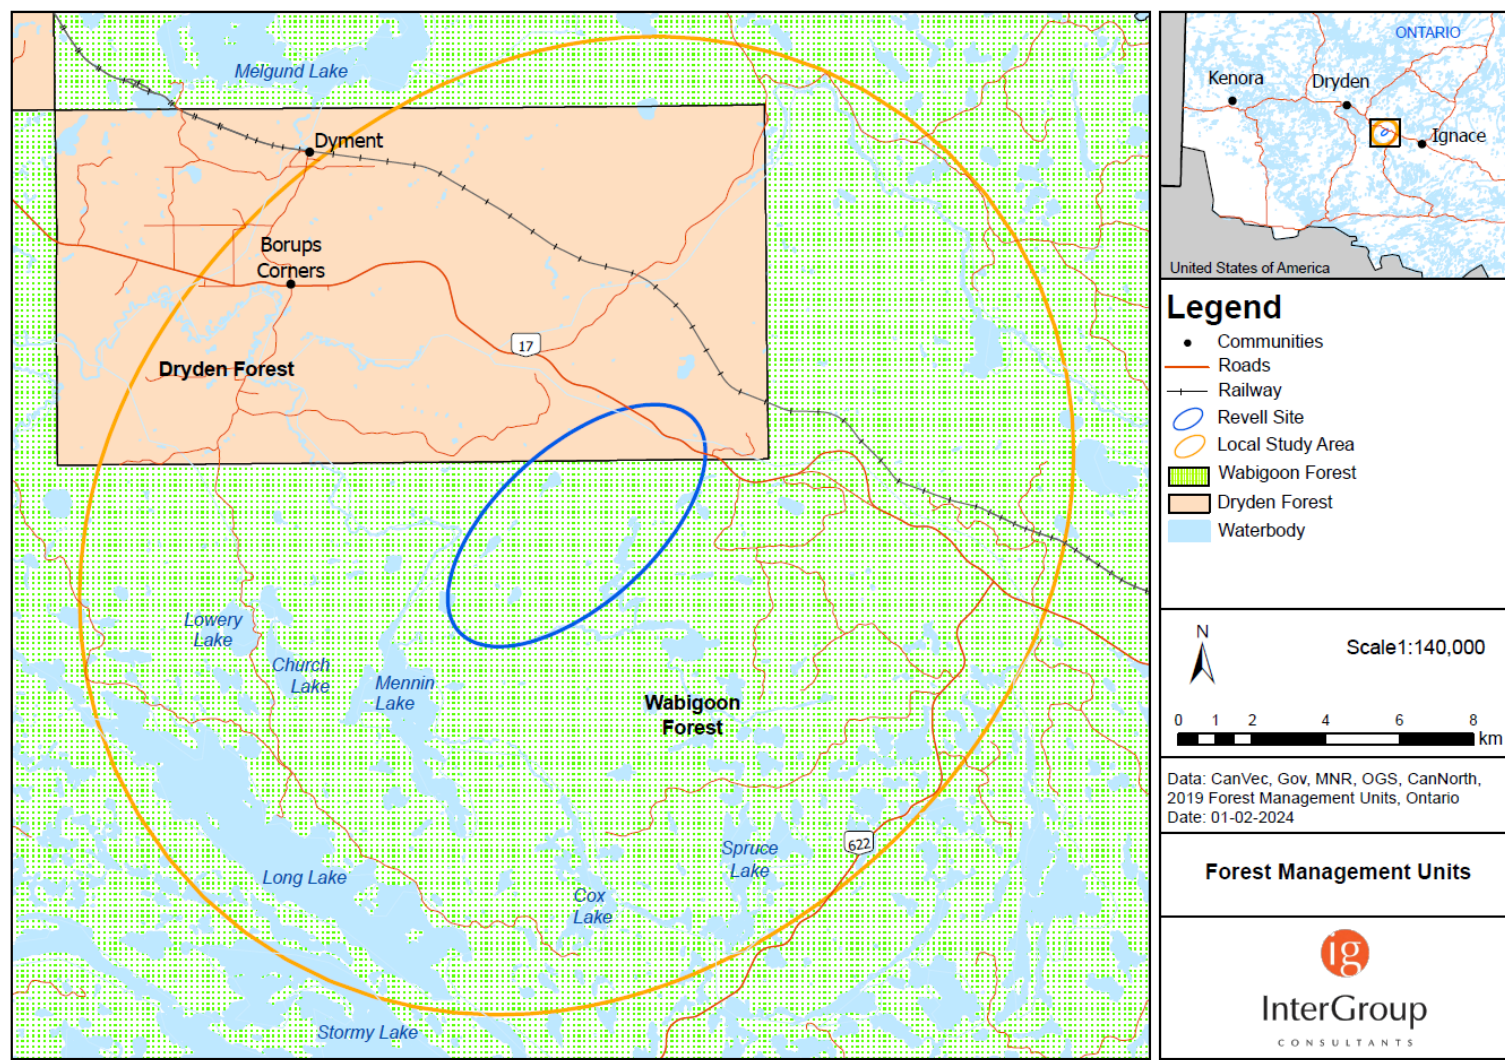 Melgund Lake
Dyment
Borups
Corners
17
Dryden Forest
Lowery
Lake
Church
Lake
Mennin
Lake
Wabigoon
Forest
622
Spruce
Lake
Long Lake
Cox
Lake
Stormy Lake
ONTARIO
Kenora
Dryden
Ignace
United States of America
Legend
Communities
Roads
Railway
Revell Site
Local Study Area
Wabigoon Forest
Dryden Forest
Waterbody
N
Scale1:140,000
0 1 2 4 6 8
km
Data: CanVec, Gov, MNR, OGS, CanNorth,
2019 Forest Management Units, Ontario
Date: 01-02-2024
Forest Management Units
ig
InterGroup
CONSULTANTS